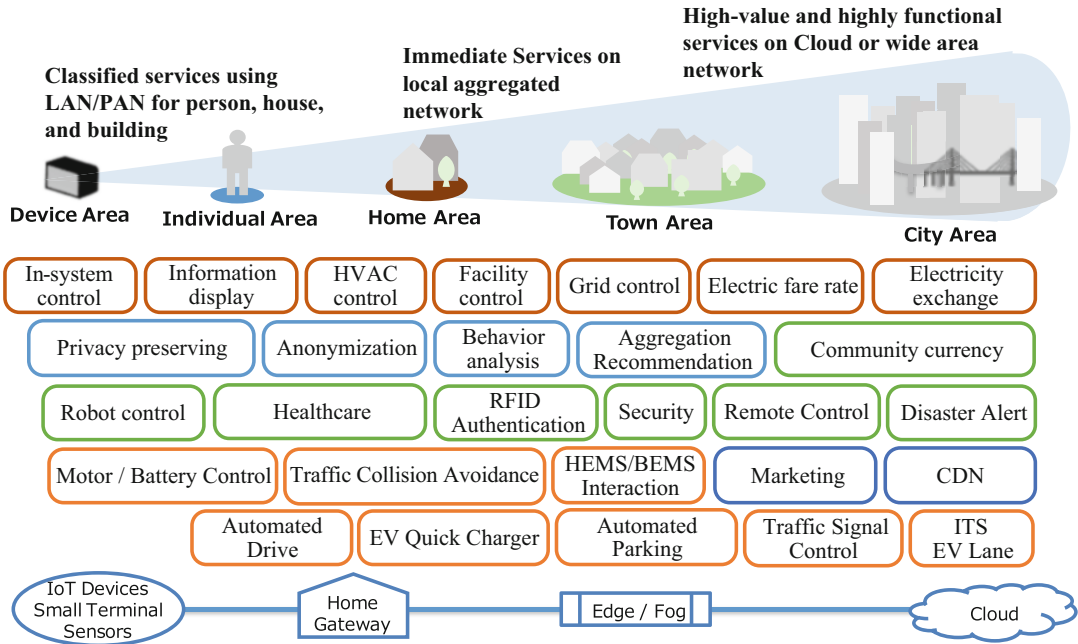 Classified services using
LAN/PAN for person, house,
and building
Immediate Services on
local aggregated
network
High-value and highly functional
services on Cloud or wide area
network
Device Area
Individual Area
Home Area
Town Area
City Area
In-system
control
Information
display
HVAC
control
Facility
control
Grid control
Electric fare rate
Electricity
exchange
Privacy preserving
Anonymization
Behavior
analysis
Aggregation
Recommendation
Community currency
Robot control
Healthcare
RFID
Authentication
Security
Remote Control
Disaster Alert
Motor / Battery Control
Traffic Collision Avoidance
HEMS/BEMS
Interaction
Marketing
CDN
Automated
Drive
EV Quick Charger
Automated
Parking
Traffic Signal
Control
ITS
EV Lane
IoT Devices
Small Terminal
Sensors
Home
Gateway
Edge / Fog
Cloud